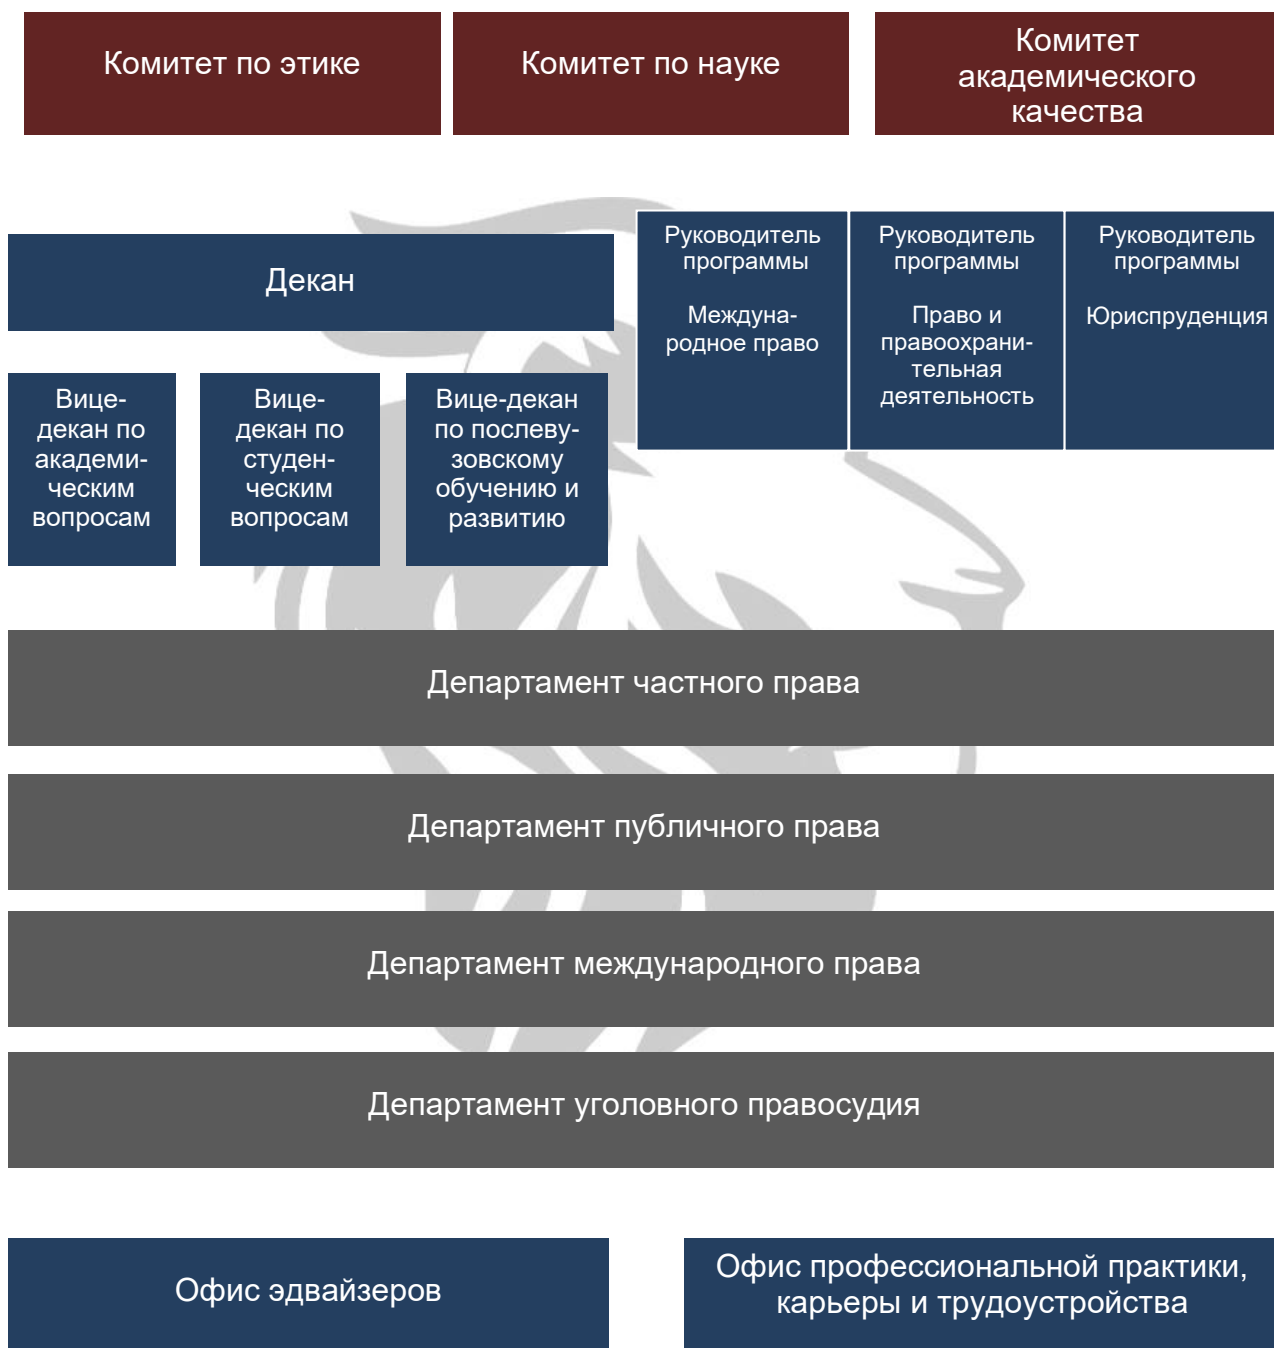 Комитет по этике
Комитет по науке
Комитет
академического
качества
Декан
Руководитель
программы
Междуна-
родное право
Руководитель
программы
Право и
правоохрани-
тельная
деятельность
Руководитель
программы
Юриспруденция
Вице-
декан по
академи-
ческим
вопросам
Вице-
декан по
студен-
ческим
вопросам
Вице-декан
по послеву-
зовскому
обучению и
развитию
Департамент частного права
Департамент публичного права
Департамент международного права
Департамент уголовного правосудия
Офис эдвайзеров
Офис профессиональной практики,
карьеры и трудоустройства